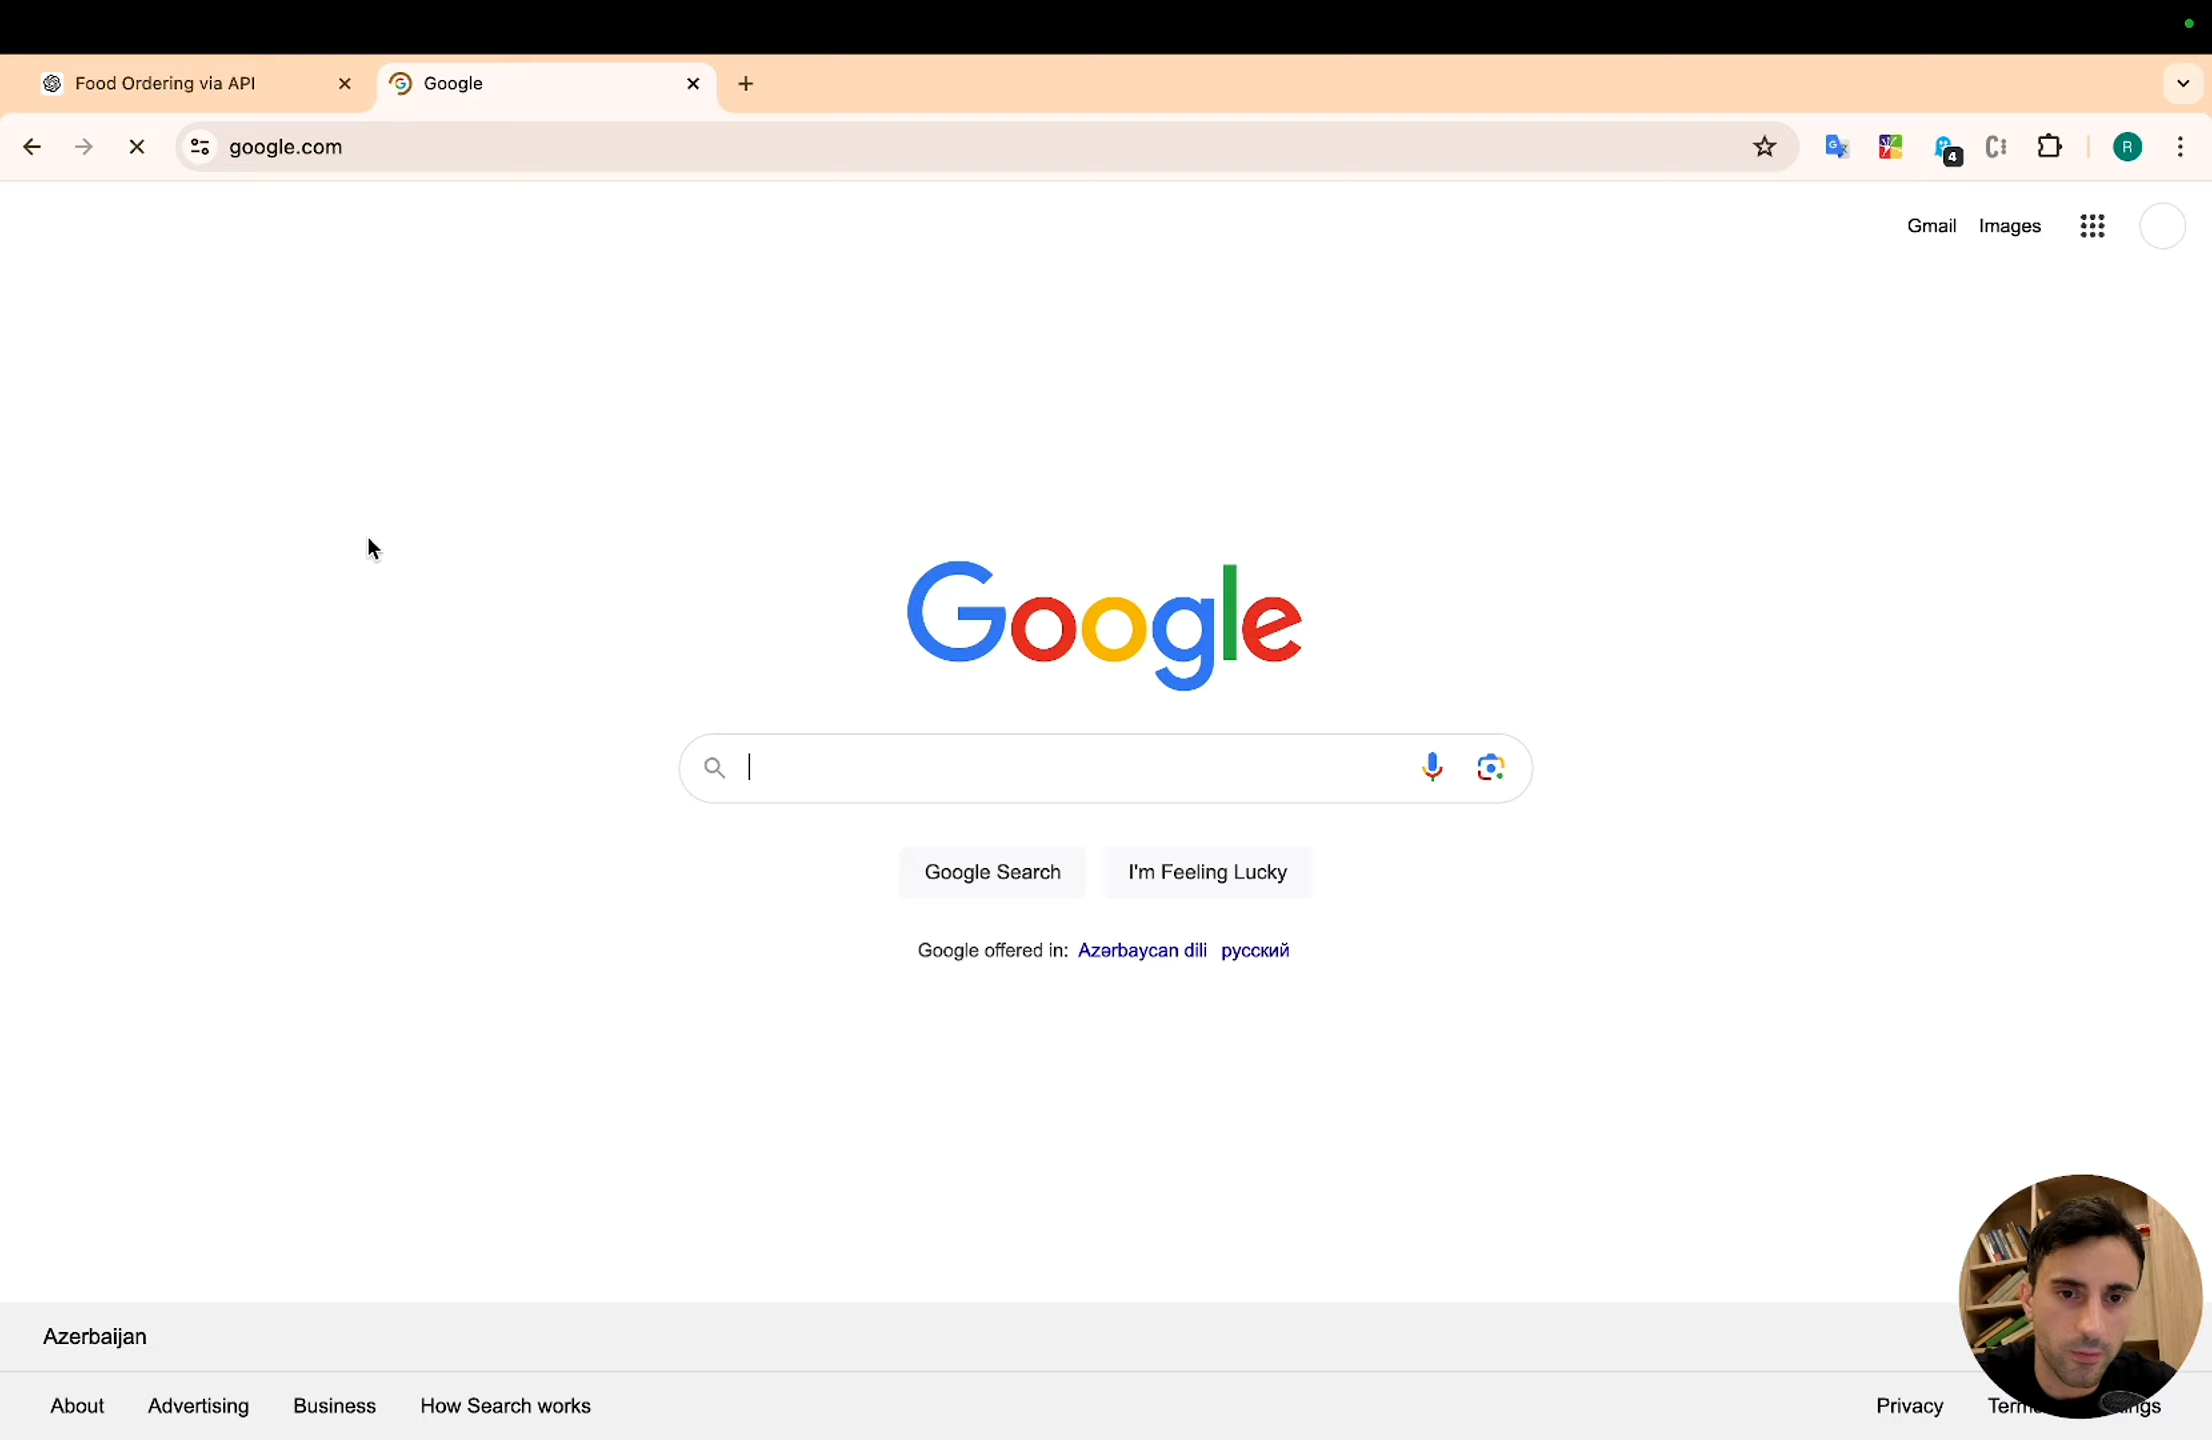 Food Ordering via API
Google
google.com
4
R
Gmail Images
Google
Google Search
I'm Feeling Lucky
Google offered in: Azərbaycan dili русский
Azerbaijan
About Advertising Business How Search works
Privacy